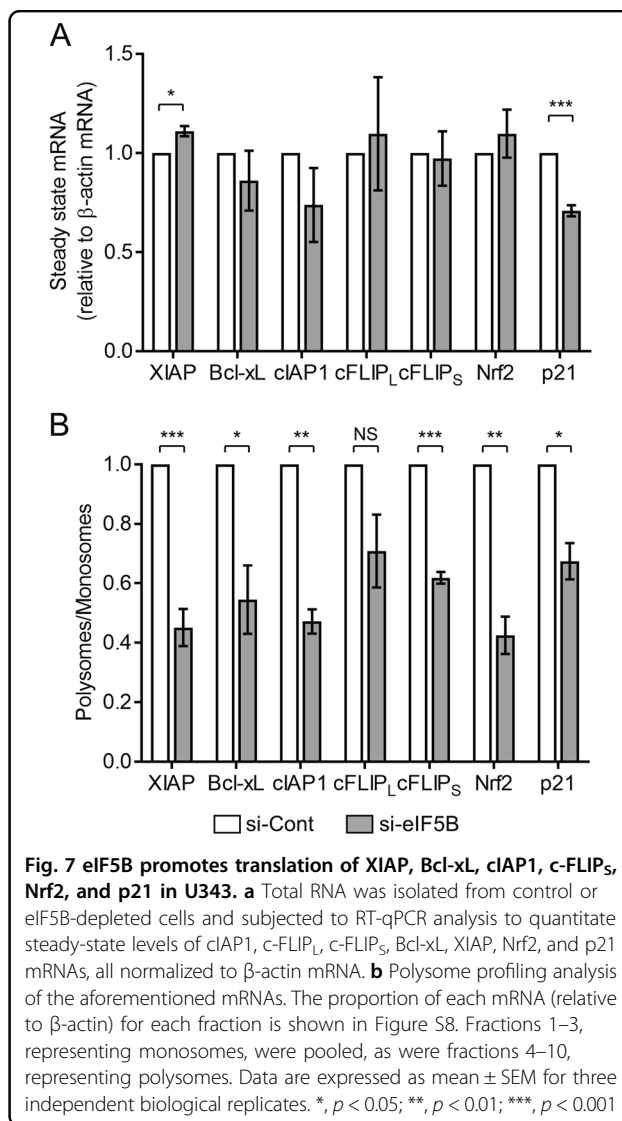 A
1.5
1.0
0.5
0.0
Steady state mRNA
(relative to β-actin mRNA)
*
***
XIAP Bcl-xL cIAP1 cFLIPL cFLIPS Nrf2 p21
B
1.0
0.8
0.6
0.4
0.2
0.0
Polysomes/Monosomes
*** * ** NS *** ** *
XIAP Bcl-xL cIAP1 cFLIPL cFLIPS Nrf2 p21
si-Cont si-eIF5B
Fig. 7 eIF5B promotes translation of XIAP, Bcl-xL, cIAP1, c-FLIPS,
Nrf2, and p21 in U343. a Total RNA was isolated from control or
eIF5B-depleted cells and subjected to RT-qPCR analysis to quantitate
steady-state levels of cIAP1, c-FLIPL, c-FLIPS, Bcl-xL, XIAP, Nrf2, and p21
mRNAs, all normalized to β-actin mRNA. b Polysome profiling analysis
of the aforementioned mRNAs. The proportion of each mRNA (relative
to β-actin) for each fraction is shown in Figure S8. Fractions 1–3,
representing monosomes, were pooled, as were fractions 4–10,
representing polysomes. Data are expressed as mean ± SEM for three
independent biological replicates. *, p < 0.05; **, p < 0.01; ***, p < 0.001